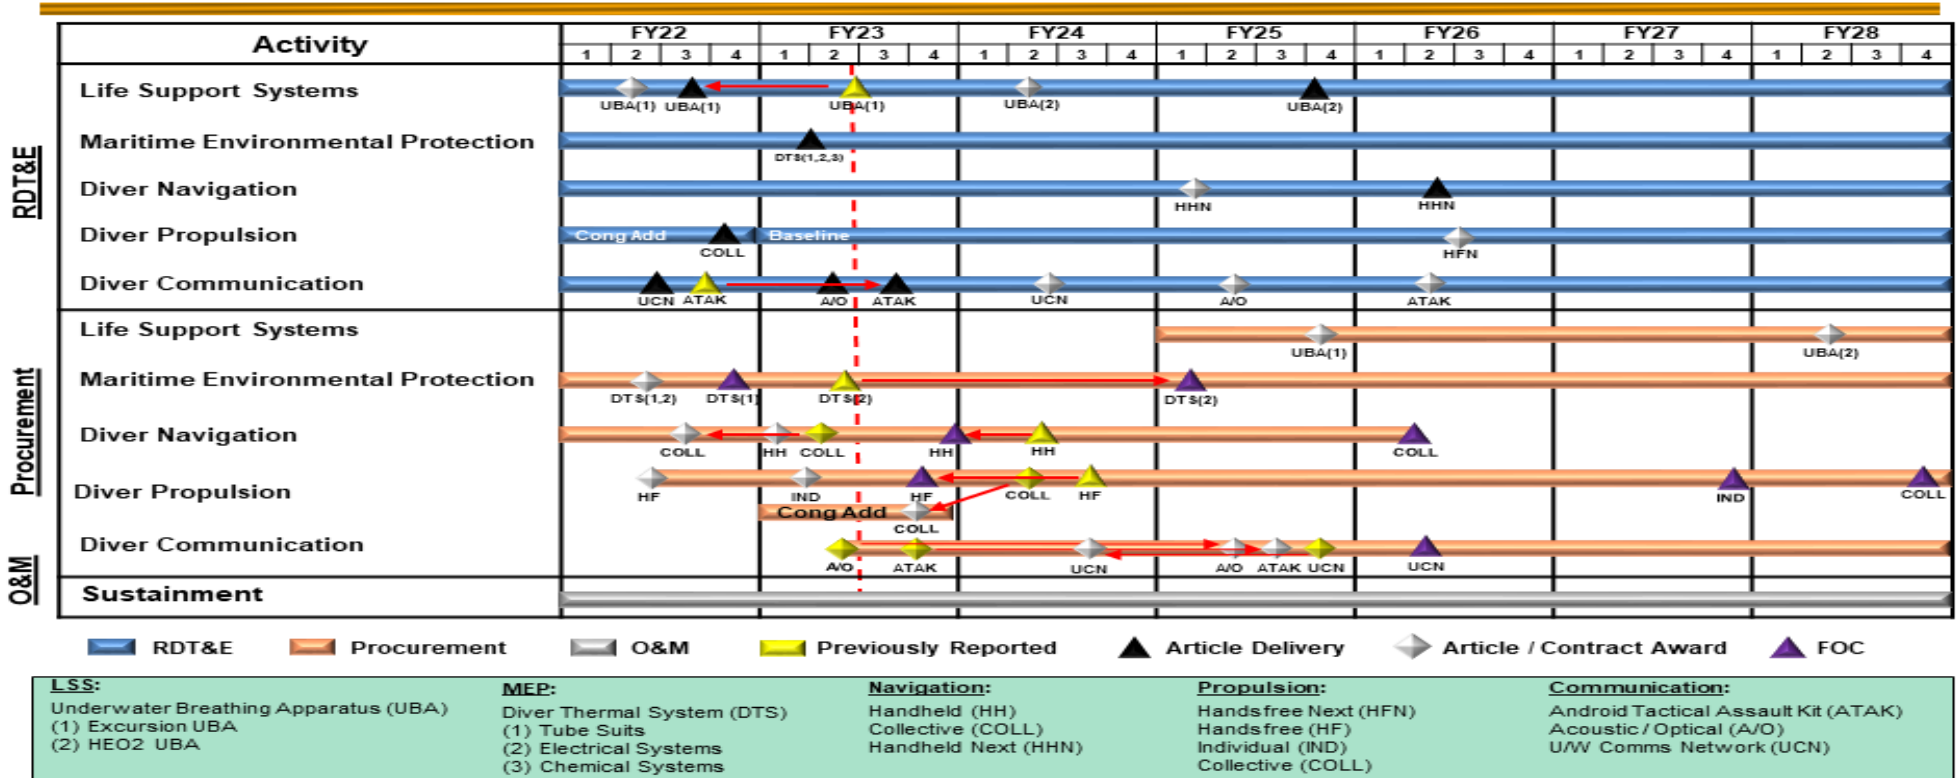 Activity
FY22 FY23 FY24 FY25 FY26 FY27 FY28
1 2 3 4 1 2 3 4 1 2 3 4 1 2 3 4 1 2 3 4 1 2 3 4 1 2 3 4
RDT&E
Life Support Systems
UBA(1) UBA(1) UBA(1) UBA(2) UBA(2)
Maritime Environmental Protection
DTS(1,2,3)
Diver Navigation
HHN HHN
Diver Propulsion
Cong Add Baseline
COLL HFN
Diver Communication
UCN ATAK A/O ATAK UCN A/O ATAK
Procurement
Life Support Systems
UBA(1) UBA(2)
Maritime Environmental Protection
DTS(1,2) DTS(1) DTS(2) DTS(2)
Diver Navigation
COLL HH COLL HH HH COLL
Diver Propulsion
HF IND HF COLL HF IND COLL
Cong Add
COLL
Diver Communication
A/O ATAK UCN A/O ATAK UCN UCN
O&M
Sustainment
RDT&E Procurement O&M Previously Reported Article Delivery Article / Contract Award FOC
LSS:
Underwater Breathing Apparatus (UBA)
(1) Excursion UBA
(2) HEO2 UBA
MEP:
Diver Thermal System (DTS)
(1) Tube Suits
(2) Electrical Systems
(3) Chemical Systems
Navigation:
Handheld (HH)
Collective (COLL)
Handheld Next (HHN)
Propulsion:
Handsfree Next (HFN)
Handsfree (HF)
Individual (IND)
Collective (COLL)
Communication:
Android Tactical Assault Kit (ATAK)
Acoustic / Optical (A/O)
U/W Comms Network (UCN)